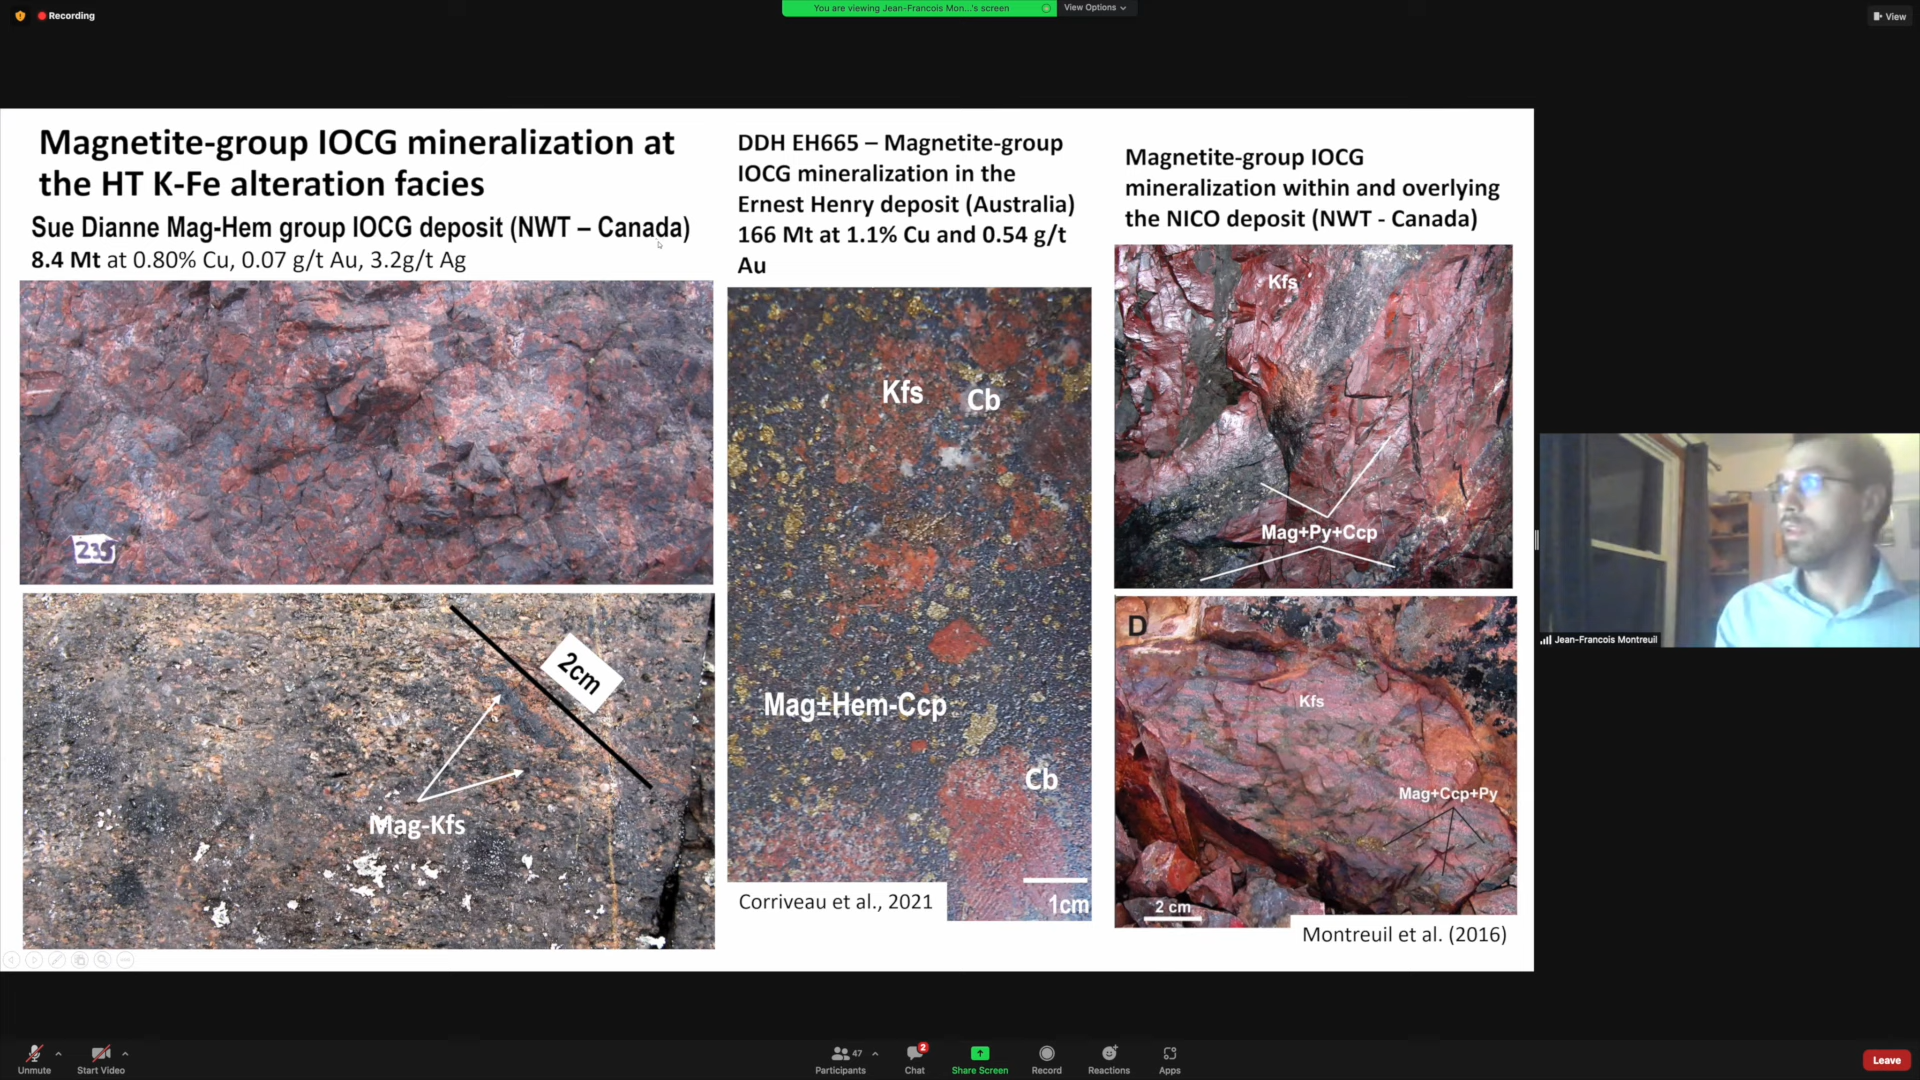 Recording
You are viewing Jean-Francois Mon...'s screen
View Options
View
Magnetite-group IOCG mineralization at
the HT K-Fe alteration facies
Sue Dianne Mag-Hem group IOCG deposit (NWT – Canada)
8.4 Mt at 0.80% Cu, 0.07 g/t Au, 3.2g/t Ag
235
2cm
Mag-Kfs
DDH EH665 – Magnetite-group
IOCG mineralization in the
Ernest Henry deposit (Australia)
166 Mt at 1.1% Cu and 0.54 g/t
Au
Kfs
Cb
Mag±Hem-Ccp
Cb
1cm
Corriveau et al., 2021
Magnetite-group IOCG
mineralization within and overlying
the NICO deposit (NWT - Canada)
Kfs
Mag+Py+Ccp
D
Kfs
Mag+Ccp+Py
2 cm
Montreuil et al. (2016)
Jean-Francois Montreuil
Unmute
Start Video
47
Participants
2
Chat
Share Screen
Record
Reactions
Apps
Leave